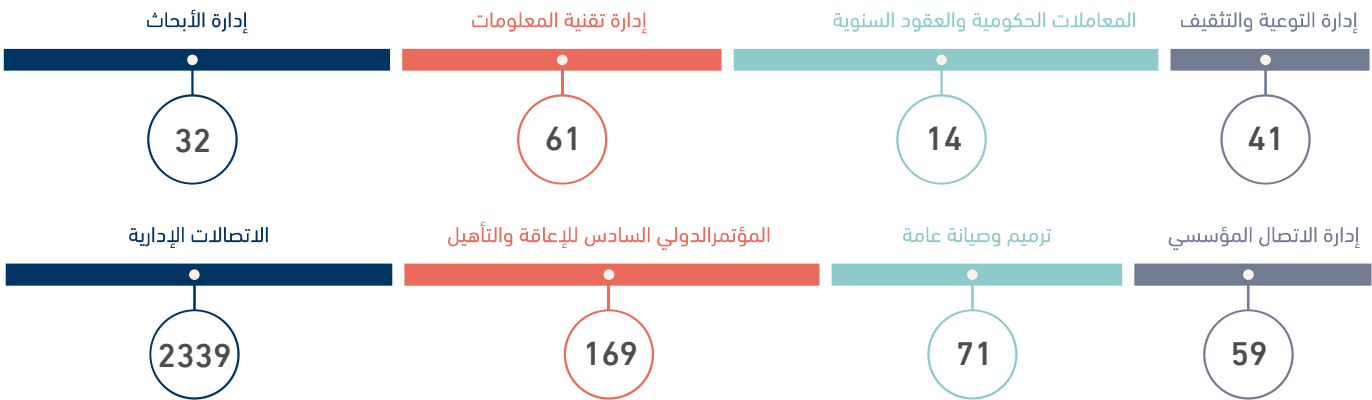 إدارة التوعية والتثقيف
المعاملات الحكومية والعقود السنوية
إدارة تقنية المعلومات
إدارة الأبحاث
41
14
61
32
إدارة الاتصال المؤسسي
ترميم وصيانة عامة
المؤتمرالدولي السادس للإعاقة والتأهيل
الاتصالات الإدارية
59
71
169
2339